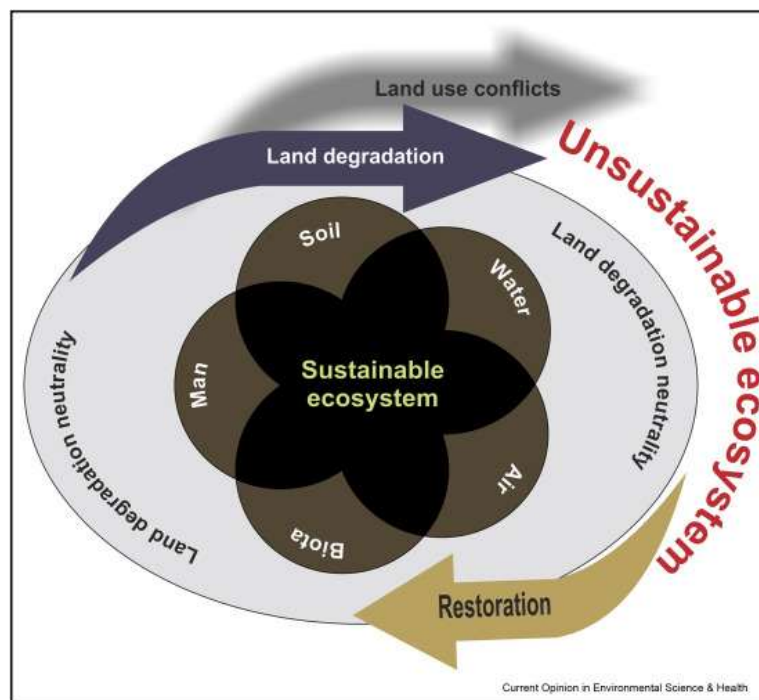 Land use conflicts
Land degradation
Unsustainable ecosystem
Soil
Water
Land degradation neutrality
Man
Sustainable
ecosystem
Land degradation neutrality
Air
Biota
Restoration
Current Opinion in Environmental Science & Health